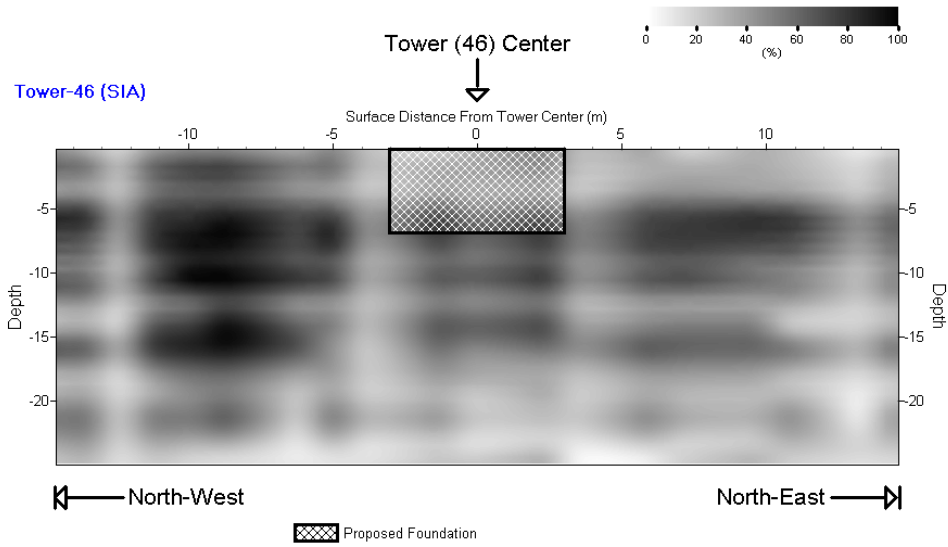 0 20 40 60 80 100
(%)
Tower (46) Center
Tower-46 (SIA)
Surface Distance From Tower Center (m)
-10 -5 0 5 10
-5 -5
-10 -10
Depth Depth
-15 -15
-20 -20
North-West North-East
Proposed Foundation